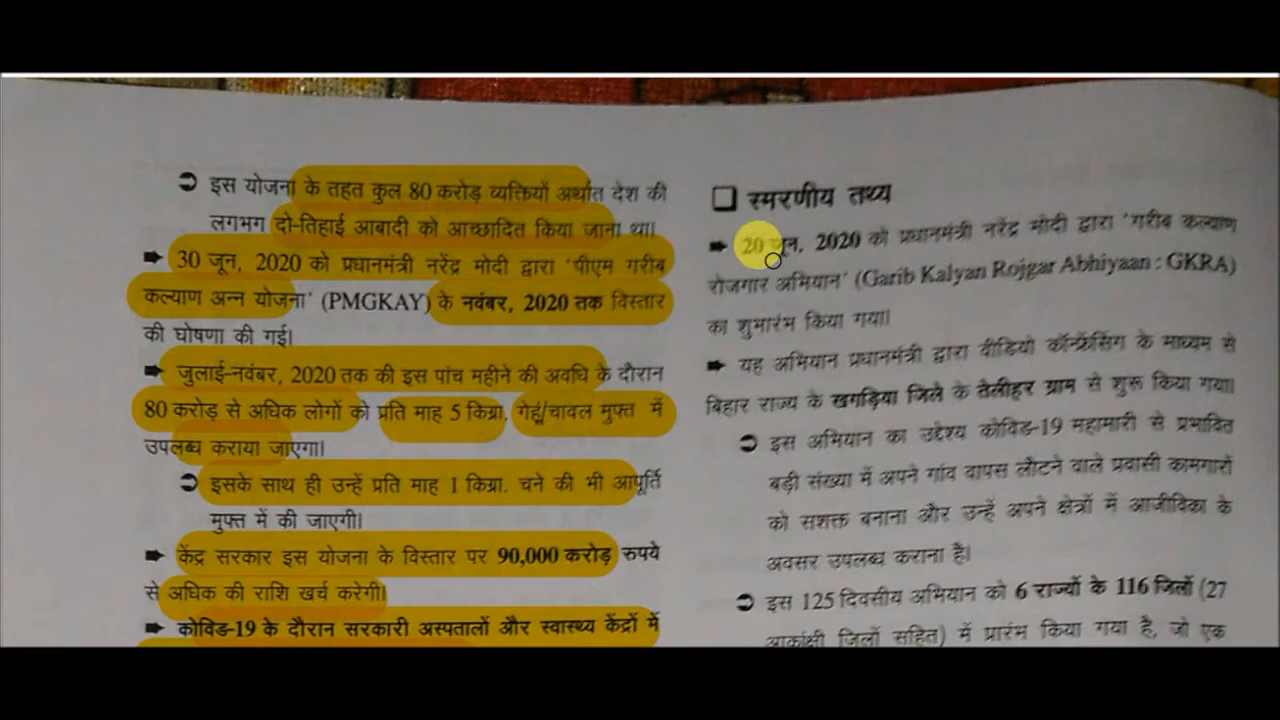 ➲ इस योजना के तहत कुल 80 करोड़ व्यक्तियों अर्थात देश की
लगभग दो-तिहाई आबादी को आच्छादित किया जाना था।
➡ 30 जून, 2020 को प्रधानमंत्री नरेंद्र मोदी द्वारा 'पीएम गरीब
कल्याण अन्न योजना' (PMGKAY) के नवंबर, 2020 तक विस्तार
की घोषणा की गई।
➡ जुलाई-नवंबर, 2020 तक की इस पांच महीने की अवधि के दौरान
80 करोड़ से अधिक लोगों को प्रति माह 5 किग्रा. गेहूं/चावल मुफ्त में
उपलब्ध कराया जाएगा।
➲ इसके साथ ही उन्हें प्रति माह 1 किग्रा. चने की भी आपूर्ति
मुफ्त में की जाएगी।
➡ केंद्र सरकार इस योजना के विस्तार पर 90,000 करोड़ रुपये
से अधिक की राशि खर्च करेगी।
➡ कोविड-19 के दौरान सरकारी अस्पतालों और स्वास्थ्य केंद्रों में
❑ स्मरणीय तथ्य
➡ 20 जून, 2020 को प्रधानमंत्री नरेंद्र मोदी द्वारा 'गरीब कल्याण
रोजगार अभियान' (Garib Kalyan Rojgar Abhiyaan : GKRA)
का शुभारंभ किया गया।
➡ यह अभियान प्रधानमंत्री द्वारा वीडियो कॉन्फ्रेंसिंग के माध्यम से
बिहार राज्य के खगड़िया जिले के तेलीहर ग्राम से शुरू किया गया।
➲ इस अभियान का उद्देश्य कोविड-19 महामारी से प्रभावित
बड़ी संख्या में अपने गांव वापस लौटने वाले प्रवासी कामगारों
को सशक्त बनाना और उन्हें अपने क्षेत्रों में आजीविका के
अवसर उपलब्ध कराना है।
➲ इस 125 दिवसीय अभियान को 6 राज्यों के 116 जिलों (27
आकांक्षी जिलों सहित) में प्रारंभ किया गया है, जो एक